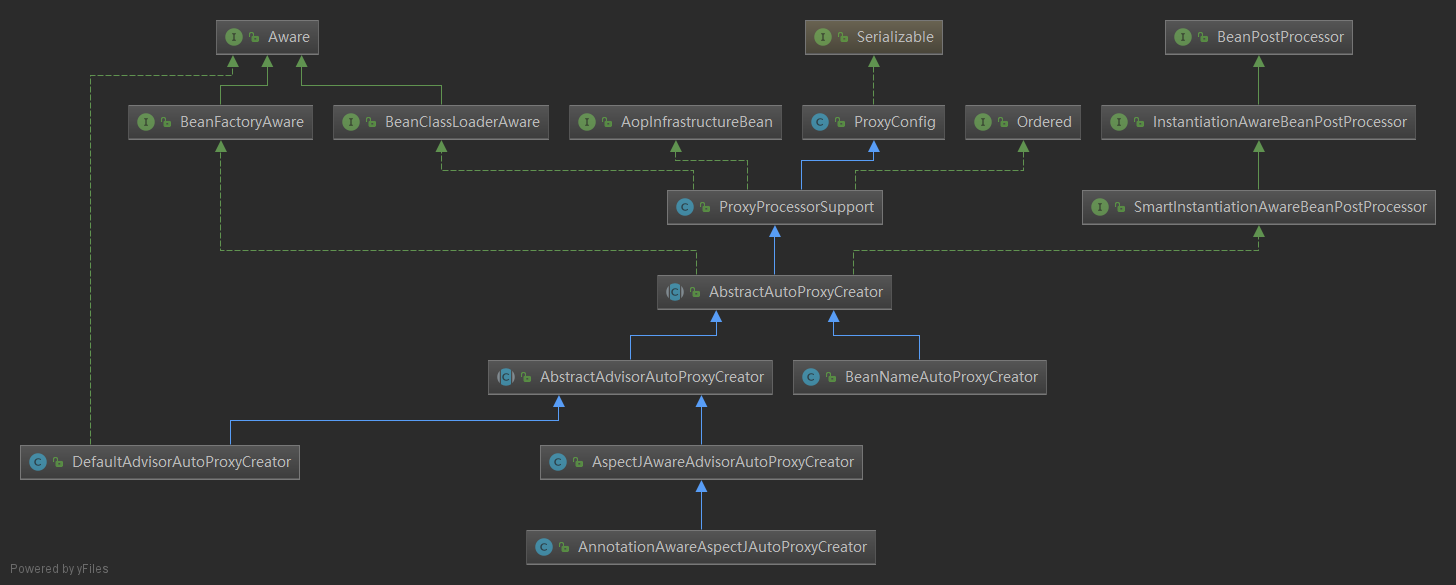 Aware
Serializable
BeanPostProcessor
BeanFactoryAware
BeanClassLoaderAware
AopInfrastructureBean
ProxyConfig
Ordered
InstantiationAwareBeanPostProcessor
ProxyProcessorSupport
SmartInstantiationAwareBeanPostProcessor
AbstractAutoProxyCreator
AbstractAdvisorAutoProxyCreator
BeanNameAutoProxyCreator
DefaultAdvisorAutoProxyCreator
AspectJAwareAdvisorAutoProxyCreator
AnnotationAwareAspectJAutoProxyCreator
Powered by yFiles